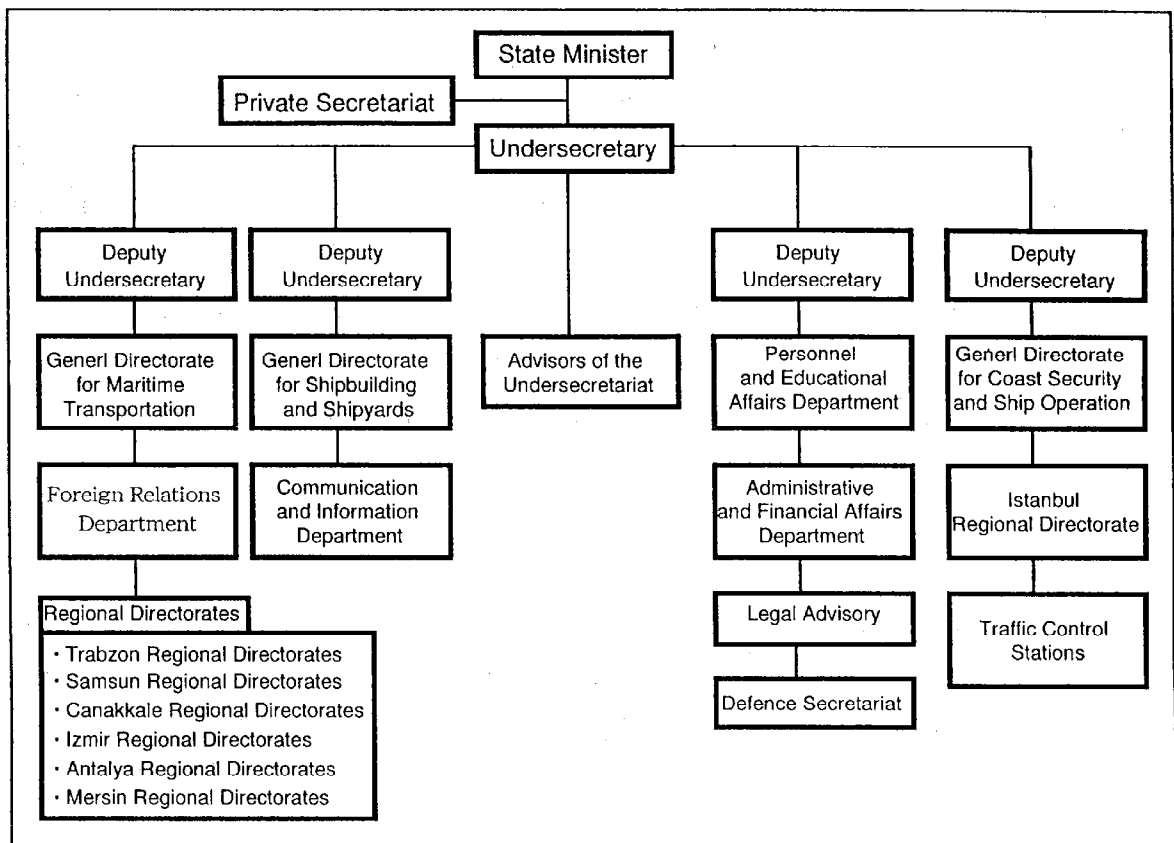 State Minister
Private Secretariat
Undersecretary
Deputy
Undersecretary
Deputy
Undersecretary
Deputy
Undersecretary
Deputy
Undersecretary
Generl Directorate
for Maritime
Transportation
Generl Directorate
for Shipbuilding
and Shipyards
Advisors of the
Undersecretariat
Personnel
and Educational
Affairs Department
Generl Directorate
for Coast Security
and Ship Operation
Foreign Relations
Department
Communication
and Information
Department
Administrative
and Financial Affairs
Department
Istanbul
Regional Directorate
Regional Directorates
・Trabzon Regional Directorates
・Samsun Regional Directorates
・Canakkale Regional Directorates
・Izmir Regional Directorates
・Antalya Regional Directorates
・Mersin Regional Directorates
Legal Advisory
Traffic Control
Stations
Defence Secretariat